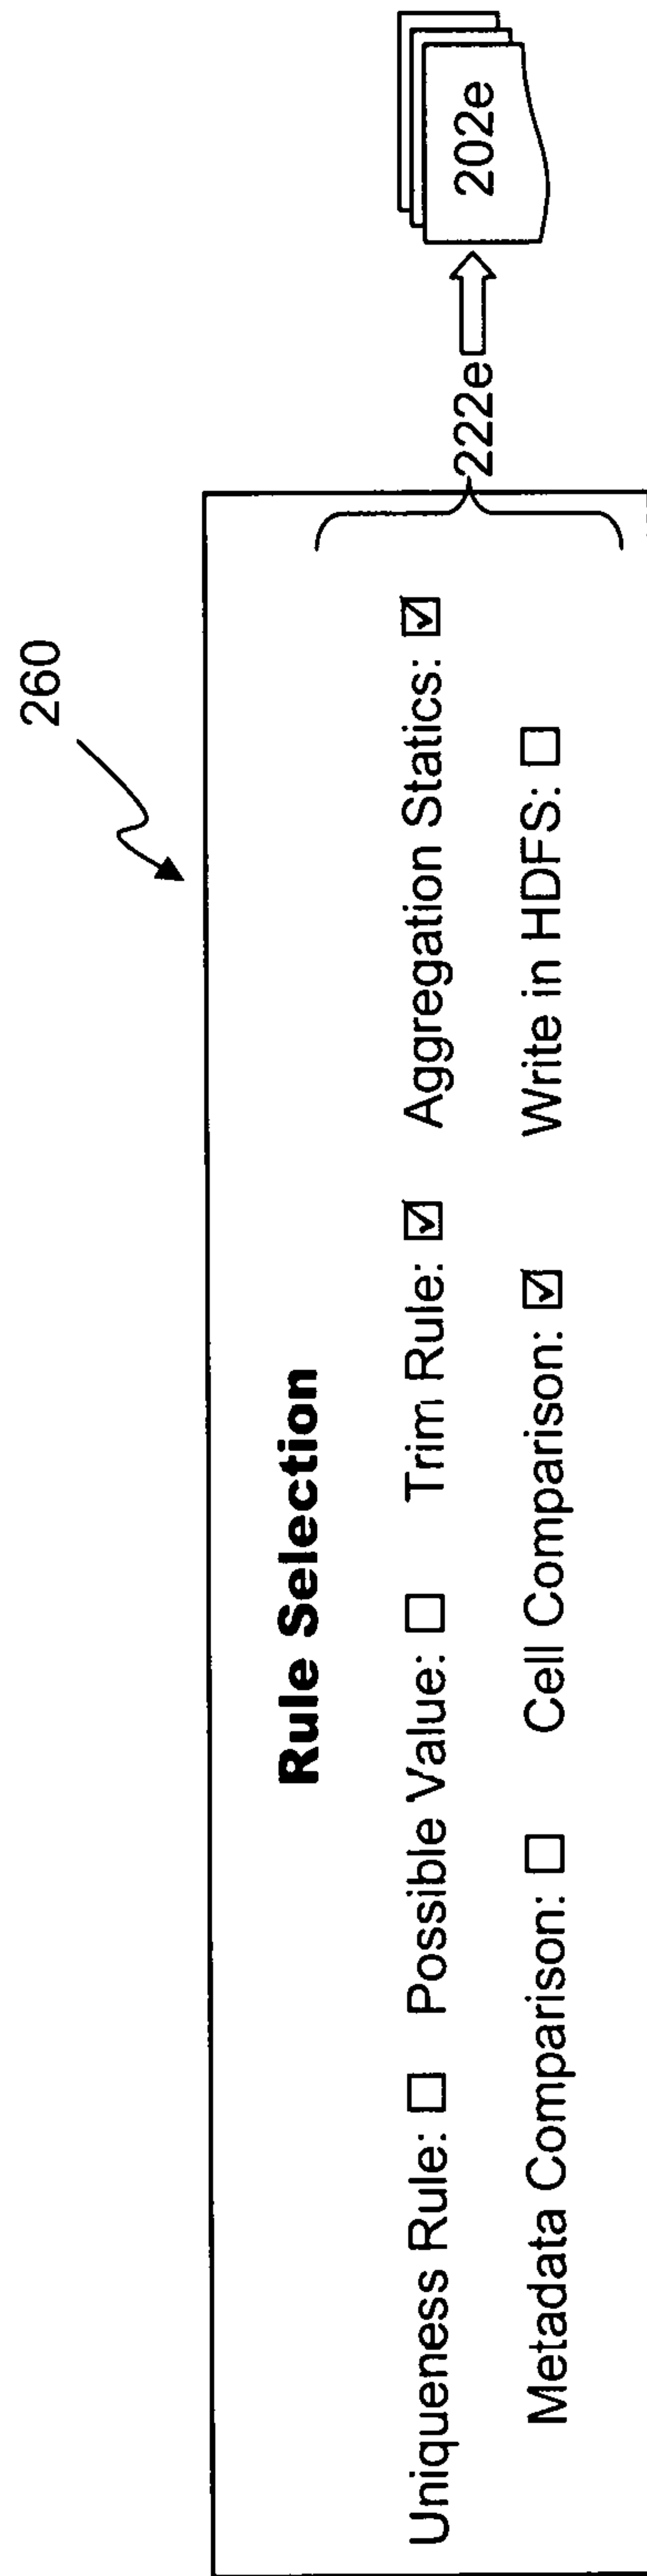 260
Rule Selection
Uniqueness Rule: Possible Value: Trim Rule: Aggregation Statics:
Metadata Comparison: Cell Comparison: Write in HDFS:
222e
202e